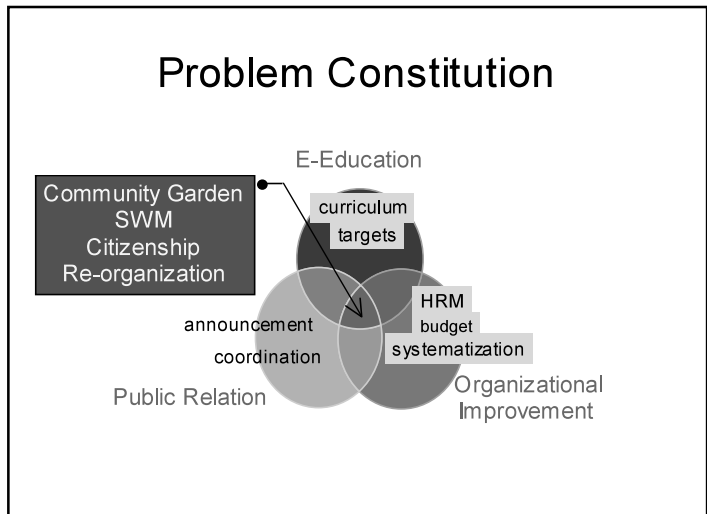 Problem Constitution
E-Education
Community Garden
SWM
Citizenship
Re-organization
curriculum
targets
HRM
budget
systematization
announcement
coordination
Public Relation
Organizational
Improvement